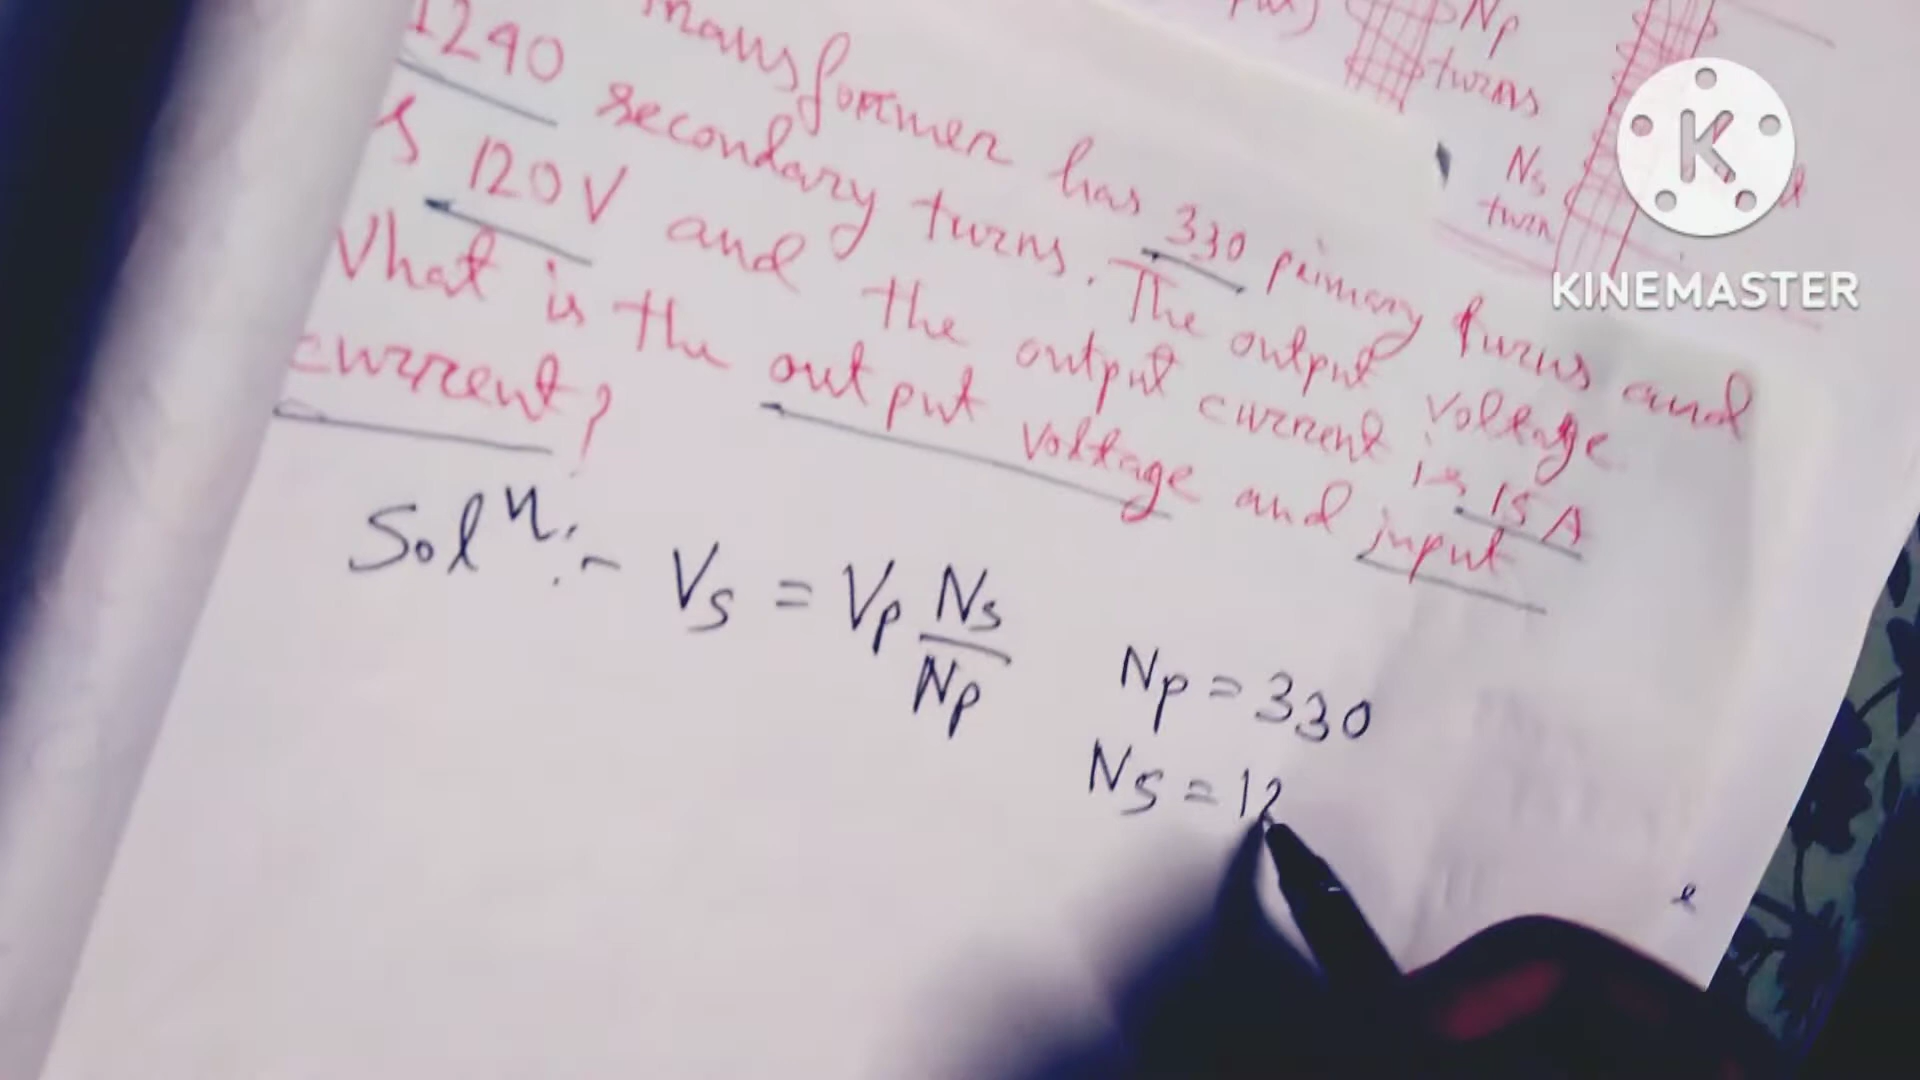 transformer has 330 primary turns and
1240 secondary turns. The output voltage
is 120V and the output current is 15A
What is the output voltage and input
current?
Np
turns
Ns
turn
KINEMASTER
Solⁿ:- Vs = Vp Ns/Np
Np = 330
Ns = 12